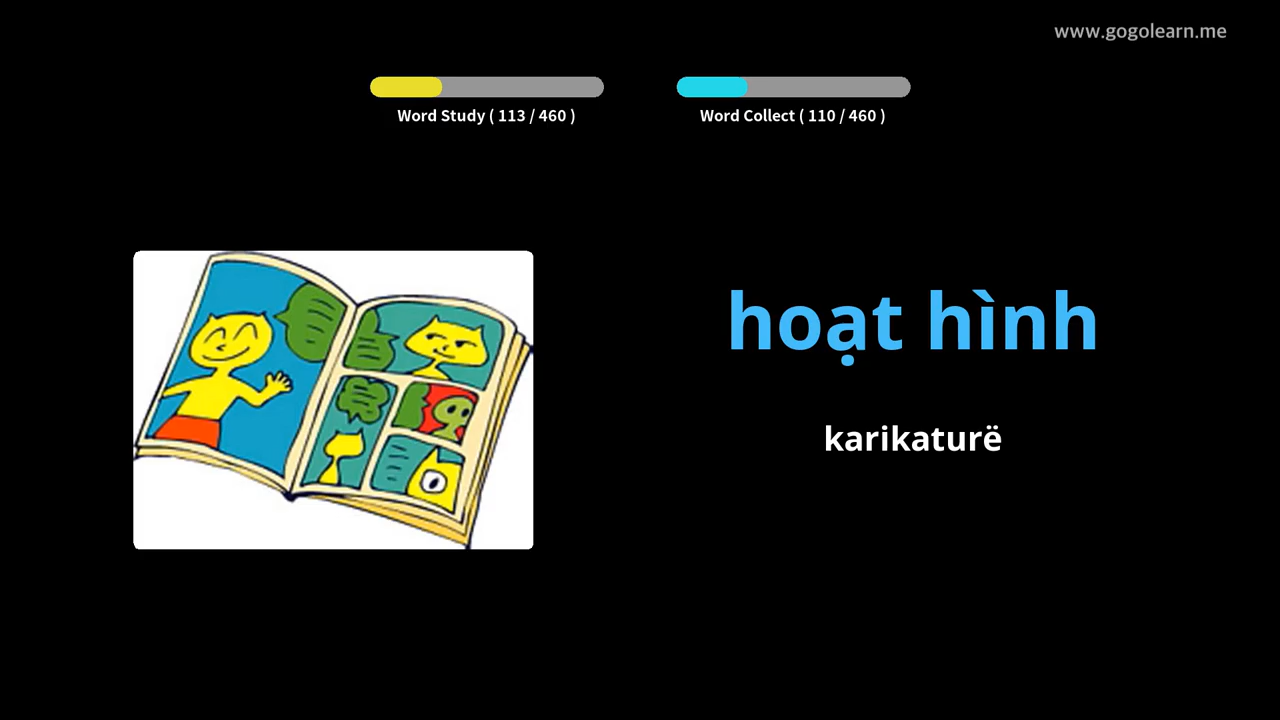 www.gogolearn.me
Word Study ( 113 / 460 )
Word Collect ( 110 / 460 )
hoạt hình
karikaturë